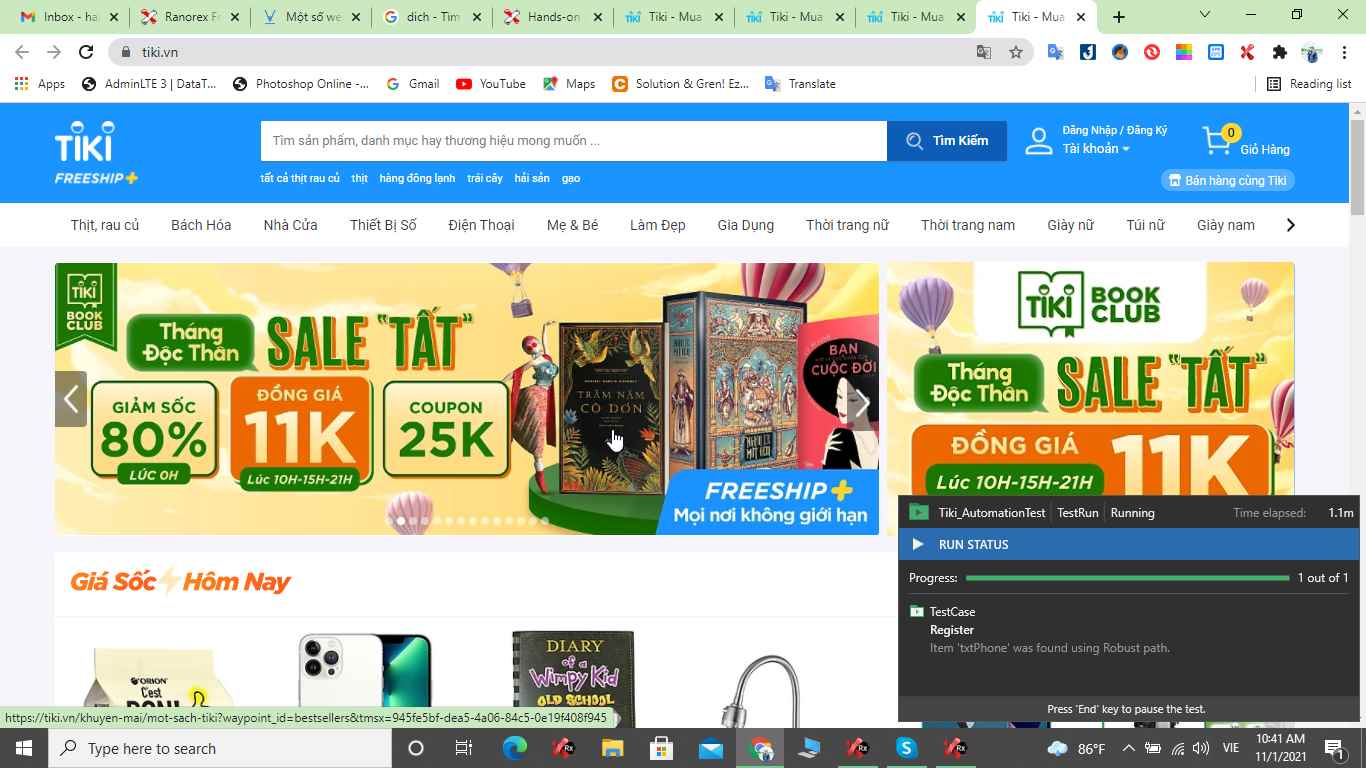 Inbox - ha
Ranorex Fr
Một số we
dich - Tìm
Hands-on
Tiki - Mua
Tiki - Mua
Tiki - Mua
Tiki - Mua
tiki.vn
Apps
AdminLTE 3 | DataT...
Photoshop Online -...
Gmail
YouTube
Maps
Solution & Gren! Ez...
Translate
Reading list
TIKI
FREESHIP+
Tìm sản phẩm, danh mục hay thương hiệu mong muốn ...
Tìm Kiếm
Đăng Nhập / Đăng Ký
Tài khoản
0
Giỏ Hàng
tất cả thịt rau củ thịt hàng đông lạnh trái cây hải sản gạo
Bán hàng cùng Tiki
Thịt, rau củ Bách Hóa Nhà Cửa Thiết Bị Số Điện Thoại Mẹ & Bé Làm Đẹp Gia Dụng Thời trang nữ Thời trang nam Giày nữ Túi nữ Giày nam
TIKI
BOOK
CLUB
Tháng
Độc Thân
SALE "TẤT"
GIẢM SỐC
80%
LÚC 0H
ĐỒNG GIÁ
11K
Lúc 10H-15H-21H
COUPON
25K
TRĂM NĂM
CÔ ĐƠN
BẠN
CUỘC ĐỜI
FREESHIP+
Mọi nơi không giới hạn
TIKI
BOOK
CLUB
Tháng
Độc Thân
SALE "TẤT"
ĐỒNG GIÁ
11K
Lúc 10H-15H-21H
Giá Sốc Hôm Nay
ORION
C'est
DIARY
of a
Wimpy Kid
OLD SCHOOL
Tiki_AutomationTest
TestRun
Running
Time elapsed: 1.1m
RUN STATUS
Progress: 1 out of 1
TestCase
Register
Item 'txtPhone' was found using Robust path.
Press 'End' key to pause the test.
https://tiki.vn/khuyen-mai/mot-sach-tiki?waypoint_id=bestsellers&tmsx=945fe5bf-dea5-4a06-84c5-0e19f408f945
Type here to search
Rx
Rx
Rx
86°F
VIE
10:41 AM
11/1/2021
1